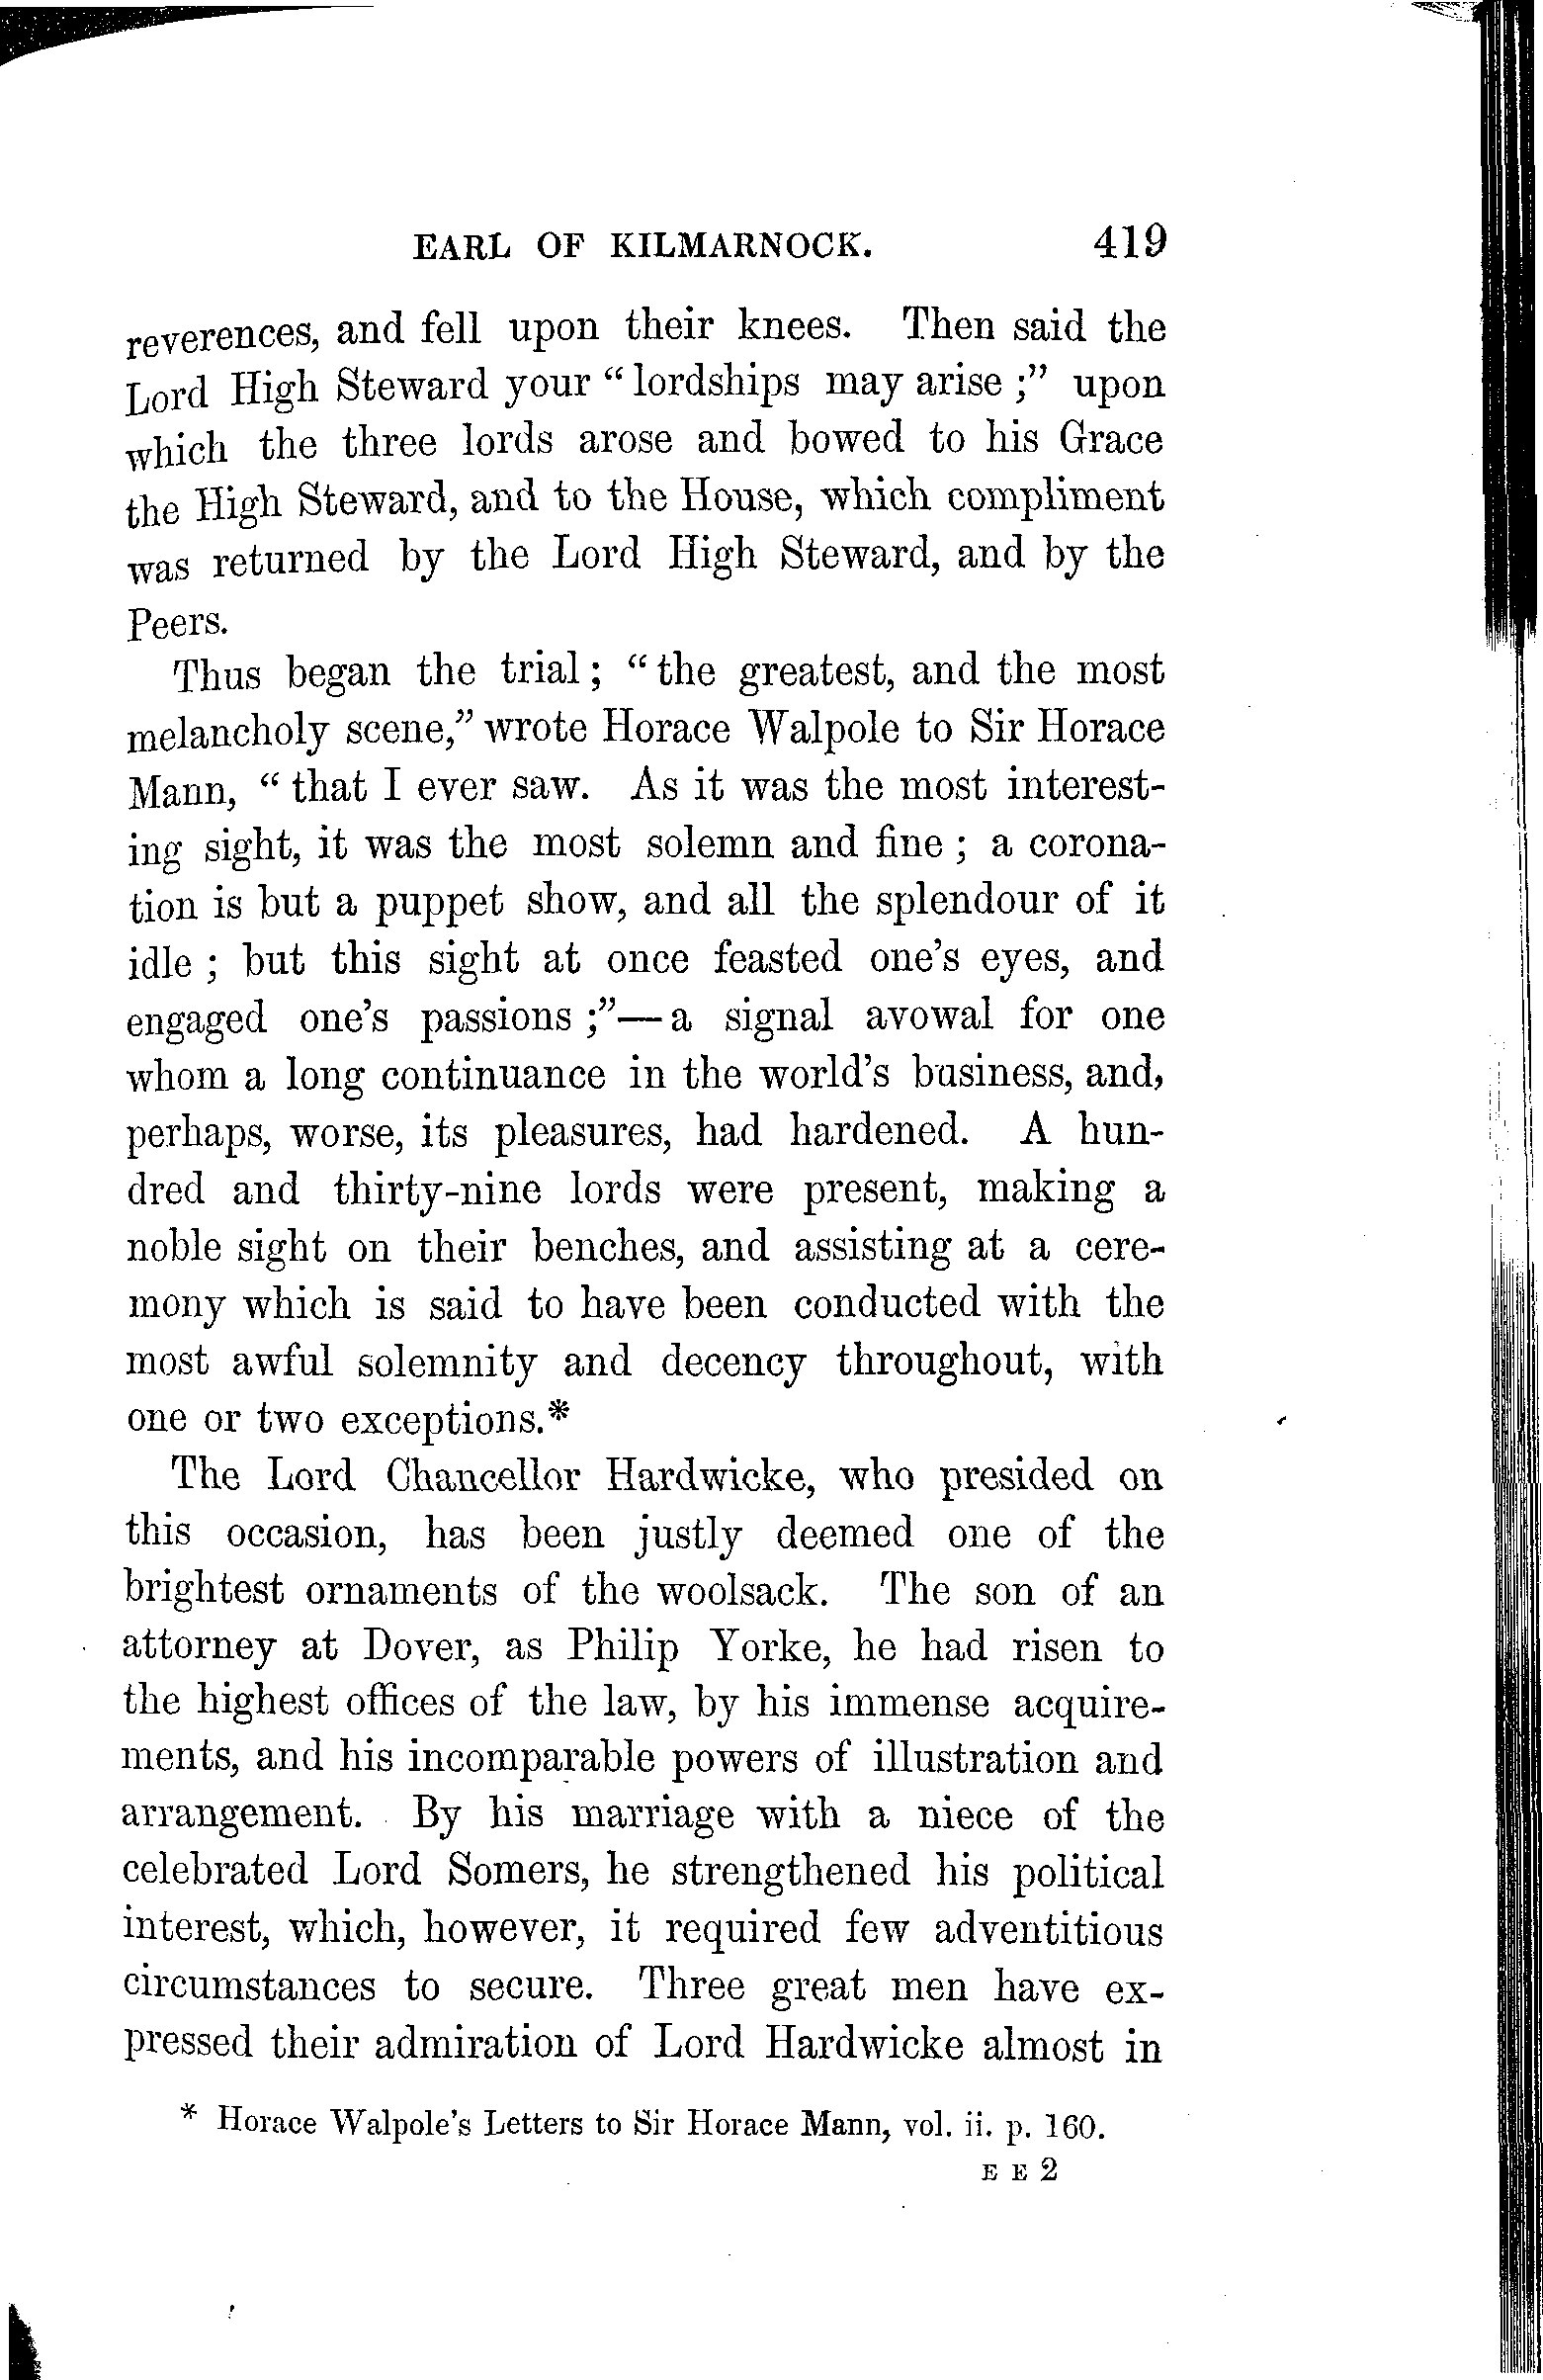 EARL OF KILMARNOCK. 419
reverences, and fell upon their knees. Then said the
Lord High Steward your “ lordships may arise ;” upon
which the three lords arose and bowed to his Grace
the High Steward, and to the House, which compliment
was returned by the Lord High Steward, and by the
Peers.
Thus began the trial ; “ the greatest, and the most
melancholy scene,” wrote Horace Walpole to Sir Horace
Mann, “ that I ever saw. As it was the most interest-
ing sight, it was the most solemn and fine ; a corona-
tion is but a puppet show, and all the splendour of it
idle ; but this sight at once feasted one’s eyes, and
engaged one’s passions ;”—a signal avowal for one
whom a long continuance in the world’s business, and,
perhaps, worse, its pleasures, had hardened. A hun-
dred and thirty-nine lords were present, making a
noble sight on their benches, and assisting at a cere-
mony which is said to have been conducted with the
most awful solemnity and decency throughout, with
one or two exceptions.*
The Lord Chancellor Hardwicke, who presided on
this occasion, has been justly deemed one of the
brightest ornaments of the woolsack. The son of an
attorney at Dover, as Philip Yorke, he had risen to
the highest offices of the law, by his immense acquire-
ments, and his incomparable powers of illustration and
arrangement. By his marriage with a niece of the
celebrated Lord Somers, he strengthened his political
interest, which, however, it required few adventitious
circumstances to secure. Three great men have ex-
pressed their admiration of Lord Hardwicke almost in
* Horace Walpole’s Letters to Sir Horace Mann, vol. ii. p. 160.
E E 2